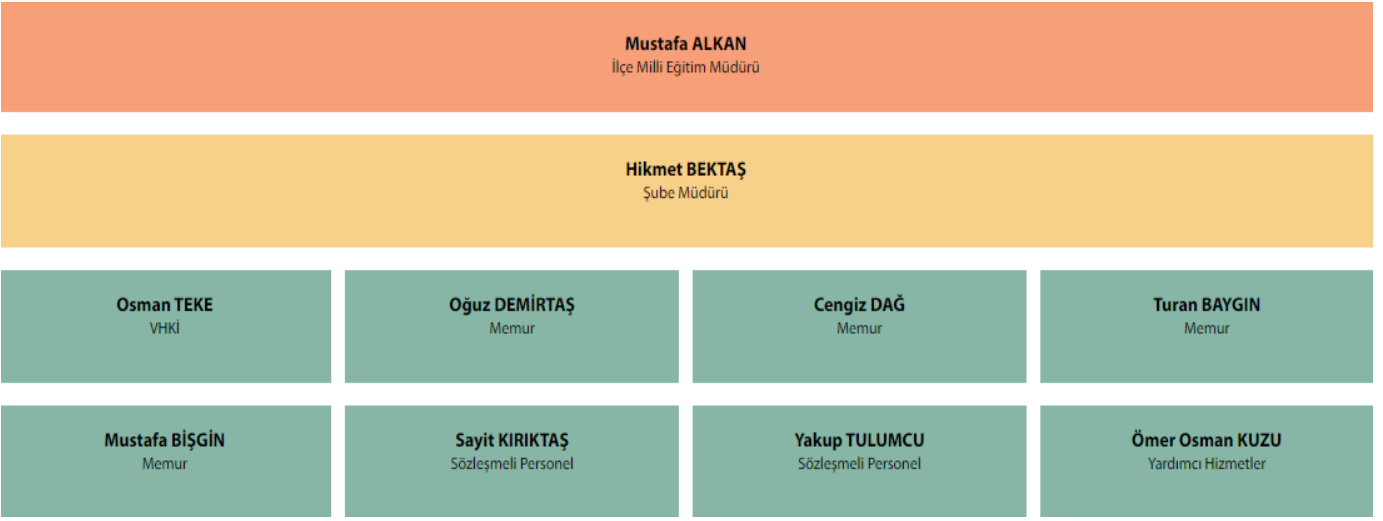 Mustafa ALKAN
İlçe Milli Eğitim Müdürü
Hikmet BEKTAŞ
Şube Müdürü
Osman TEKE
VHKİ
Oğuz DEMİRTAŞ
Memur
Cengiz DAĞ
Memur
Turan BAYGIN
Memur
Mustafa BİŞGİN
Memur
Sayit KIRIKTAŞ
Sözleşmeli Personel
Yakup TULUMCU
Sözleşmeli Personel
Ömer Osman KUZU
Yardımcı Hizmetler